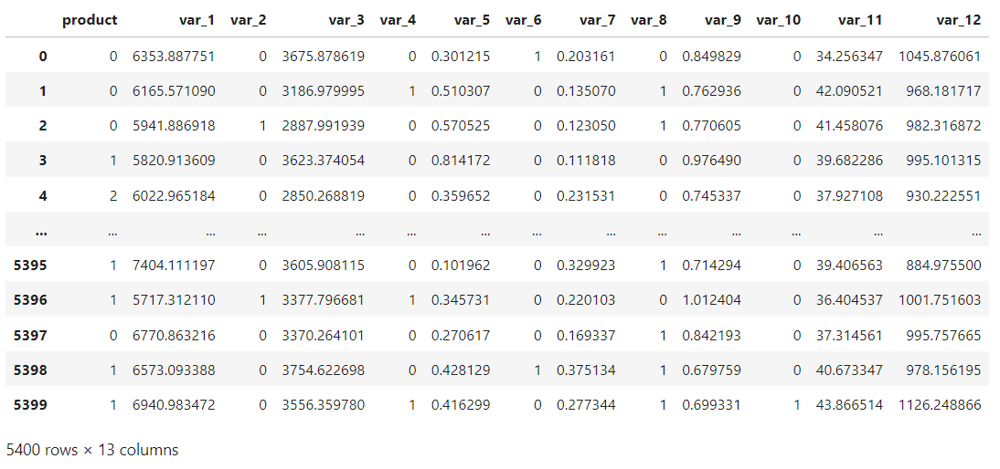 product var_1 var_2 var_3 var_4 var_5 var_6 var_7 var_8 var_9 var_10 var_11 var_12
0 0 6353.887751 0 3675.878619 0 0.301215 1 0.203161 0 0.849829 0 34.256347 1045.876061
1 0 6165.571090 0 3186.979995 1 0.510307 0 0.135070 1 0.762936 0 42.090521 968.181717
2 0 5941.886918 1 2887.991939 0 0.570525 0 0.123050 1 0.770605 0 41.458076 982.316872
3 1 5820.913609 0 3623.374054 0 0.814172 0 0.111818 0 0.976490 0 39.682286 995.101315
4 2 6022.965184 0 2850.268819 0 0.359652 0 0.231531 0 0.745337 0 37.927108 930.222551
... ... ... ... ... ... ... ... ... ... ... ... ... ...
5395 1 7404.111197 0 3605.908115 0 0.101962 0 0.329923 1 0.714294 0 39.406563 884.975500
5396 1 5717.312110 1 3377.796681 1 0.345731 0 0.220103 0 1.012404 0 36.404537 1001.751603
5397 0 6770.863216 0 3370.264101 0 0.270617 0 0.169337 1 0.842193 0 37.314561 995.757665
5398 1 6573.093388 0 3754.622698 0 0.428129 1 0.375134 1 0.679759 0 40.673347 978.156195
5399 1 6940.983472 0 3556.359780 1 0.416299 0 0.277344 1 0.699331 1 43.866514 1126.248866
5400 rows × 13 columns